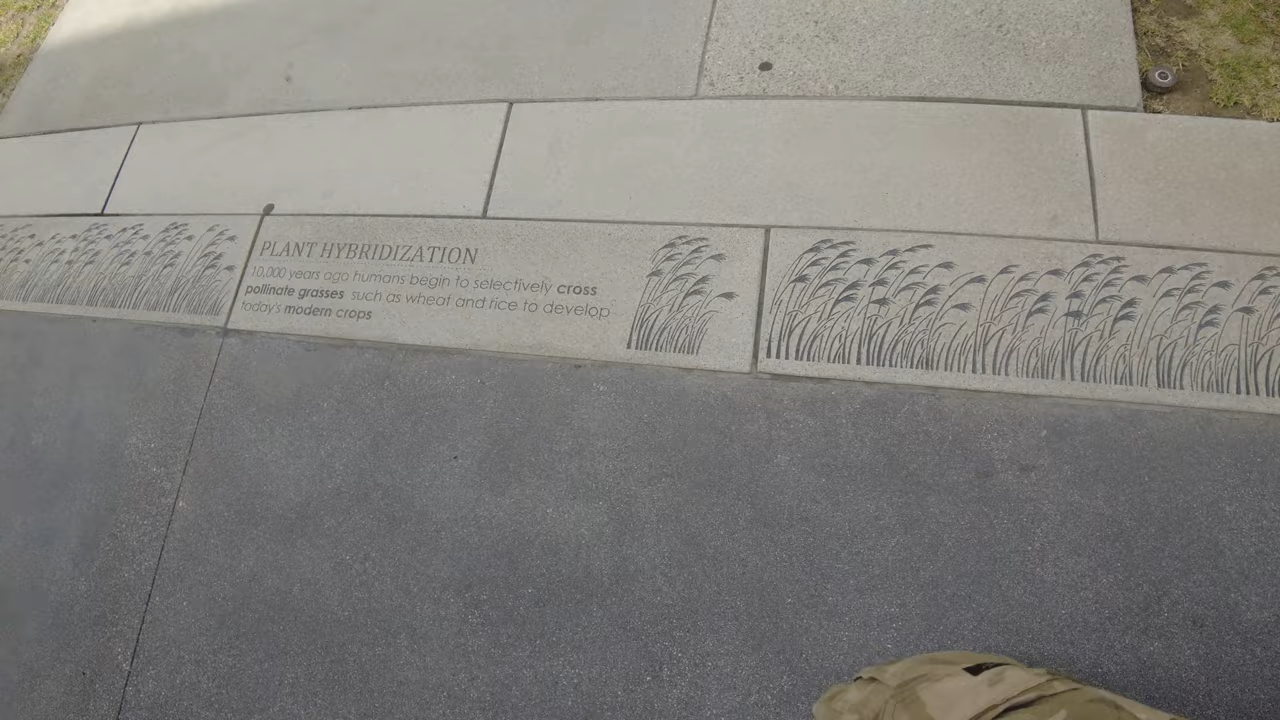 PLANT HYBRIDIZATION
10,000 years ago humans begin to selectively cross
pollinate grasses such as wheat and rice to develop
today's modern crops